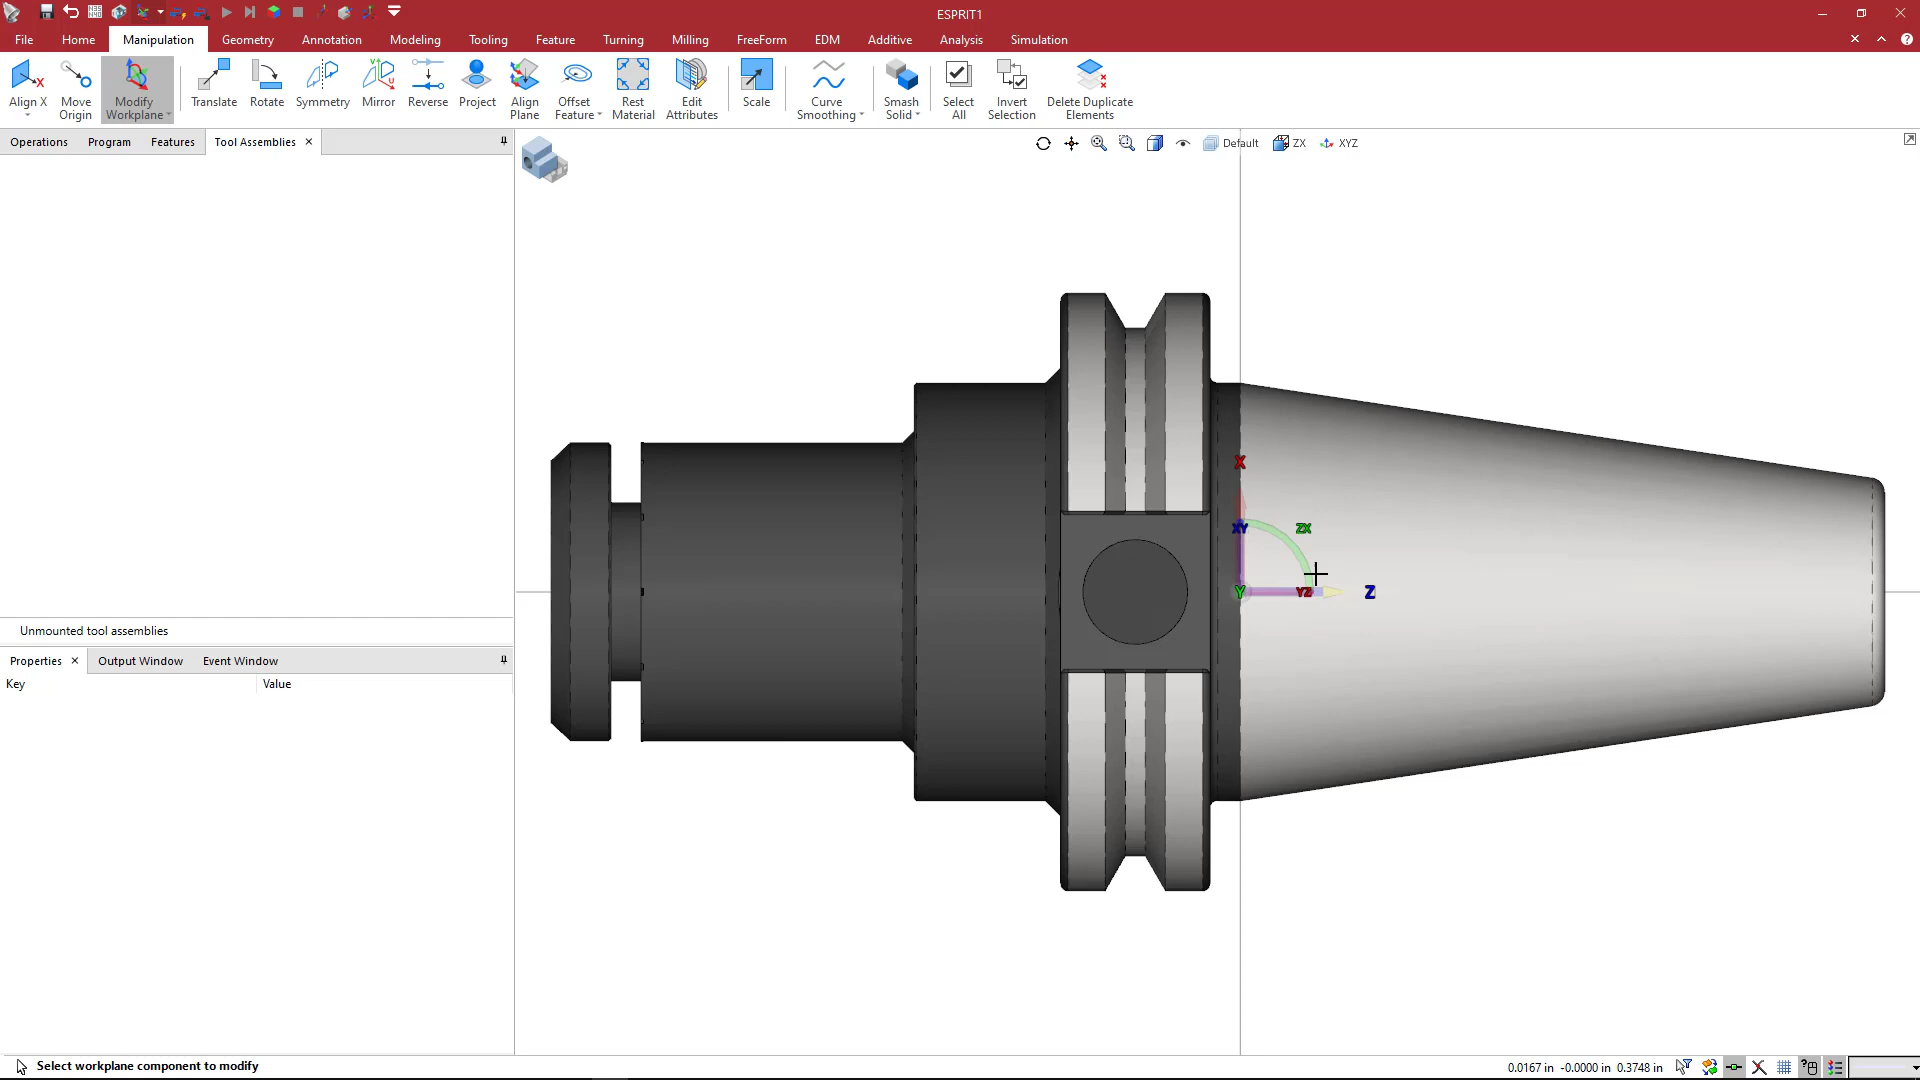 ESPRIT1
File Home Manipulation Geometry Annotation Modeling Tooling Feature Turning Milling FreeForm EDM Additive Analysis Simulation
Align X
Move Origin
Modify Workplane
Translate
Rotate
Symmetry
Mirror
Reverse
Project
Align Plane
Offset Feature
Rest Material
Edit Attributes
Scale
Curve Smoothing
Smash Solid
Select All
Invert Selection
Delete Duplicate Elements
Operations Program Features Tool Assemblies
Default ZX XYZ
X
XY ZX
Y YZ Z
Unmounted tool assemblies
Properties Output Window Event Window
Key Value
Select workplane component to modify
0.0167 in -0.0000 in 0.3748 in